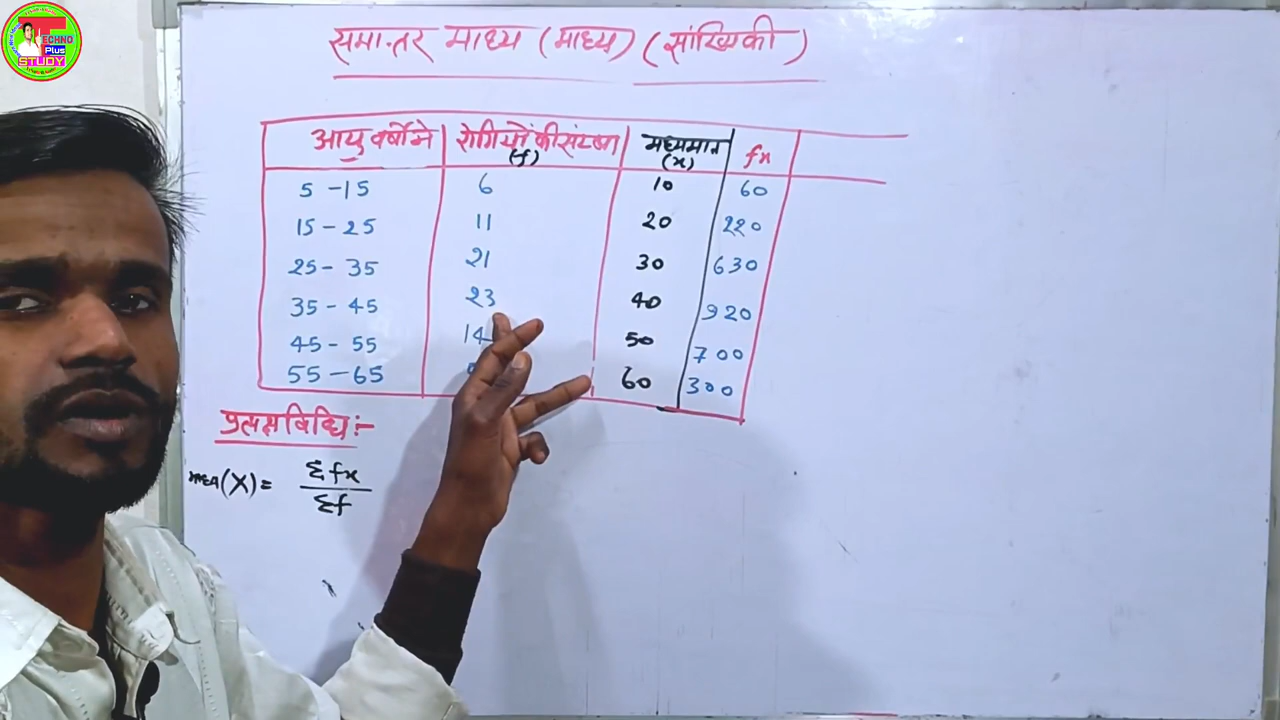 TECHNO
Plus
STUDY
समान्तर माध्य (माध्य) (सांख्यिकी)
आयु वर्षो में रोगियों की संख्या (f) मध्यमान (x) fx
5 - 15 6 10 60
15 - 25 11 20 220
25 - 35 21 30 630
35 - 45 23 40 920
45 - 55 14 50 700
55 - 65 60 300
प्रत्यक्ष विधि :-
(X) = Σfx
Σf